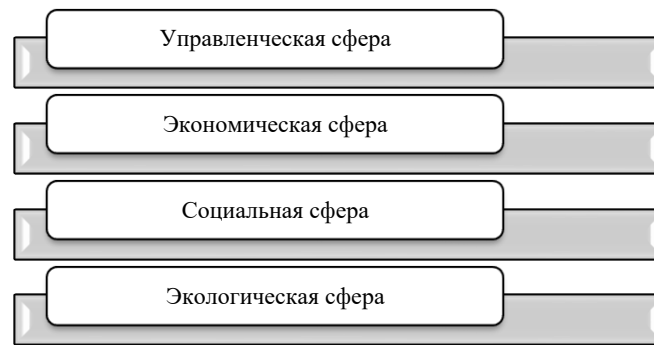 Управленческая сфера
Экономическая сфера
Социальная сфера
Экологическая сфера